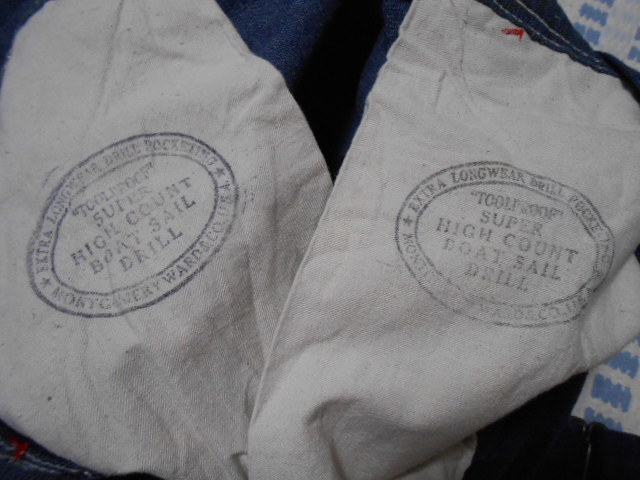 ★ EXTRA LONGWEAR DRILL POCKETING ★
"TOOLPROOF"
SUPER
HIGH COUNT
BOAT SAIL
DRILL
MONTGOMERY WARD & CO.
★ EXTRA LONGWEAR DRILL POCKETING
"TOOLPROOF"
SUPER
HIGH COUNT
BOAT SAIL
DRILL